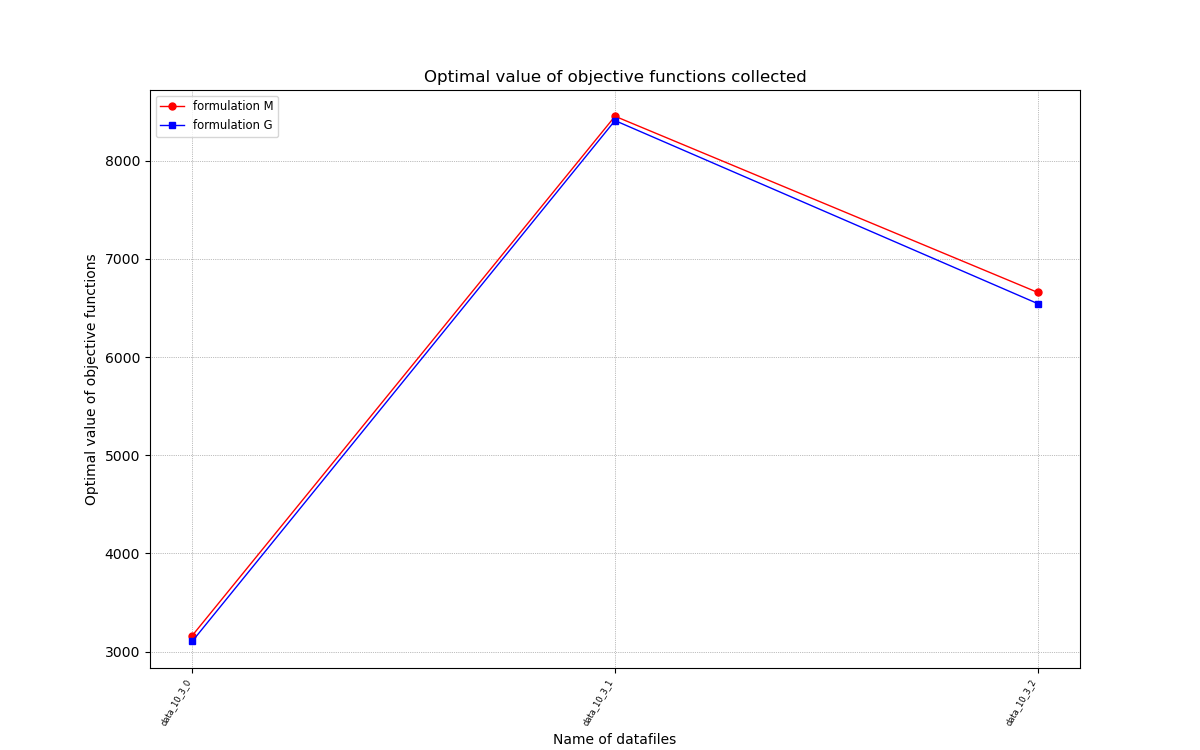 Optimal value of objective functions collected
formulation M
formulation G
Optimal value of objective functions
8000
7000
6000
5000
4000
3000
data_10_3_0
data_10_3_1
data_10_3_2
Name of datafiles